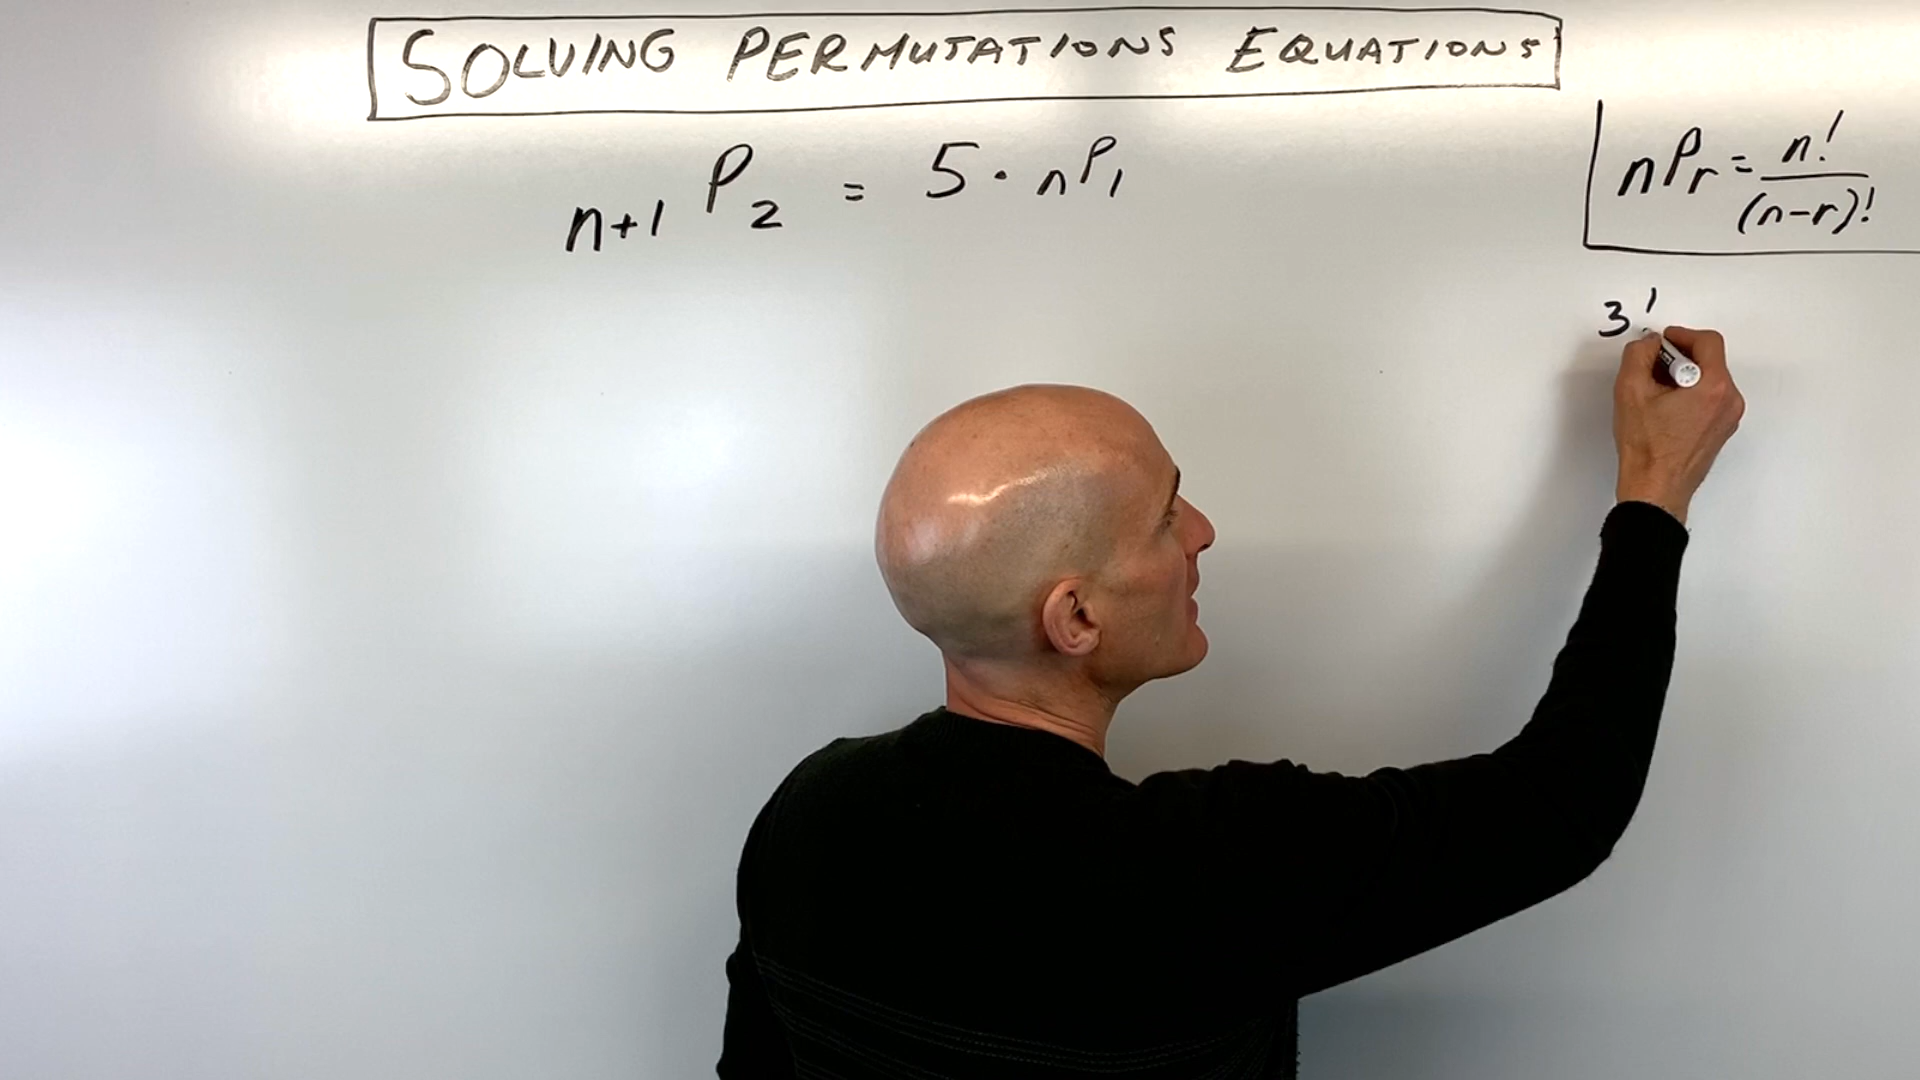 SOLVING PERMUTATIONS EQUATIONS
n+1 P2 = 5 · nP1
nPr = n!
(n-r)!
3!